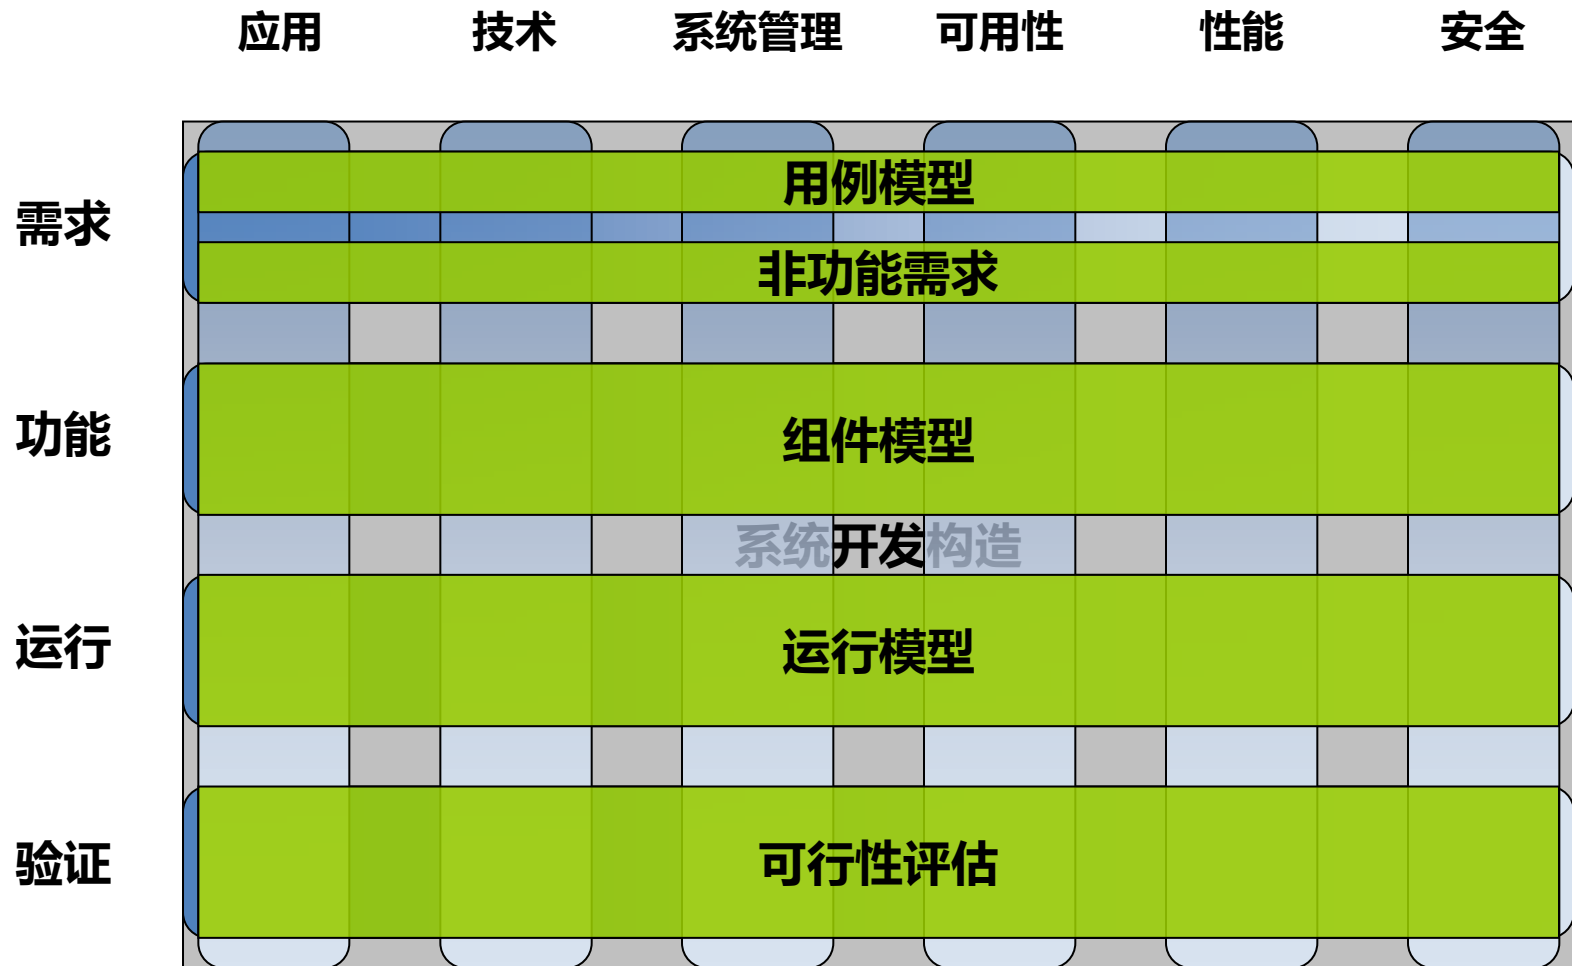 应用 技术 系统管理 可用性 性能 安全
用例模型
需求
非功能需求
功能
组件模型
系统开发构造
运行
运行模型
验证
可行性评估